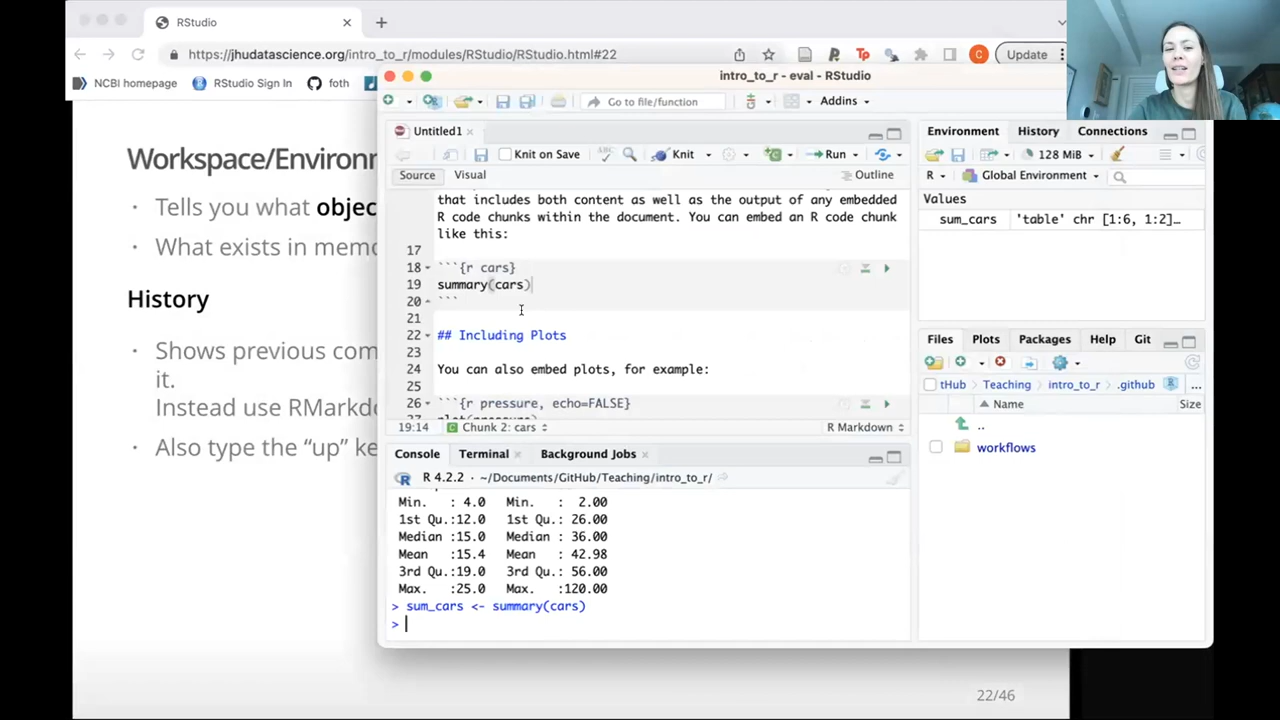 RStudio
https://jhudatascience.org/intro_to_r/modules/RStudio/RStudio.html#22
Update
NCBI homepage
RStudio Sign In
foth
Workspace/Environ
Tells you what objec
What exists in memo
History
Shows previous com
it.
Instead use RMarkdo
Also type the “up” ke
22/46
intro_to_r - eval - RStudio
Go to file/function
Addins
Untitled1
Knit on Save
Knit
Run
Source
Visual
Outline
that includes both content as well as the output of any embedded
R code chunks within the document. You can embed an R code chunk
like this:
17
18 ```{r cars}
19 summary(cars)
20 ```
21
22 ## Including Plots
23
24 You can also embed plots, for example:
25
26 ```{r pressure, echo=FALSE}
27 plot(pressure)
19:14
Chunk 2: cars
R Markdown
Console
Terminal
Background Jobs
R 4.2.2 · ~/Documents/GitHub/Teaching/intro_to_r/
Min. : 4.0 Min. : 2.00
1st Qu.:12.0 1st Qu.: 26.00
Median :15.0 Median : 36.00
Mean :15.4 Mean : 42.98
3rd Qu.:19.0 3rd Qu.: 56.00
Max. :25.0 Max. :120.00
> sum_cars <- summary(cars)
>
Environment
History
Connections
128 MiB
R
Global Environment
Values
sum_cars 'table' chr [1:6, 1:2]…
Files
Plots
Packages
Help
Git
tHub
Teaching
intro_to_r
.github
...
Name
Size
..
workflows